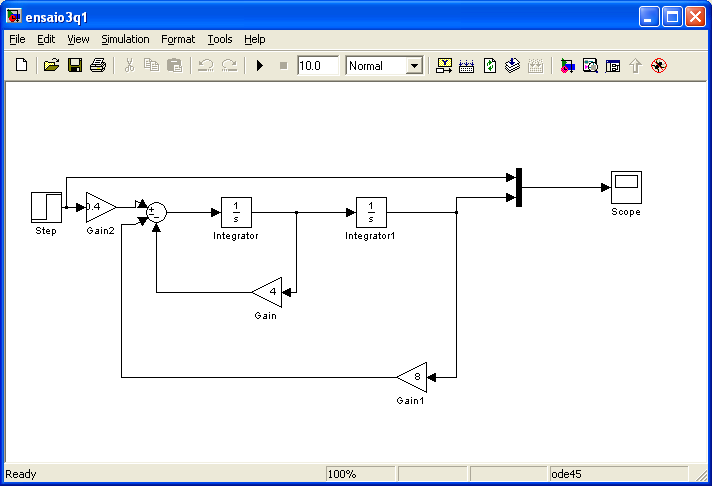 ensaio3q1
File Edit View Simulation Format Tools Help
10.0 Normal
Step
0.4
Gain2
1
s
Integrator
1
s
Integrator1
Scope
4
Gain
8
Gain1
Ready 100% ode45